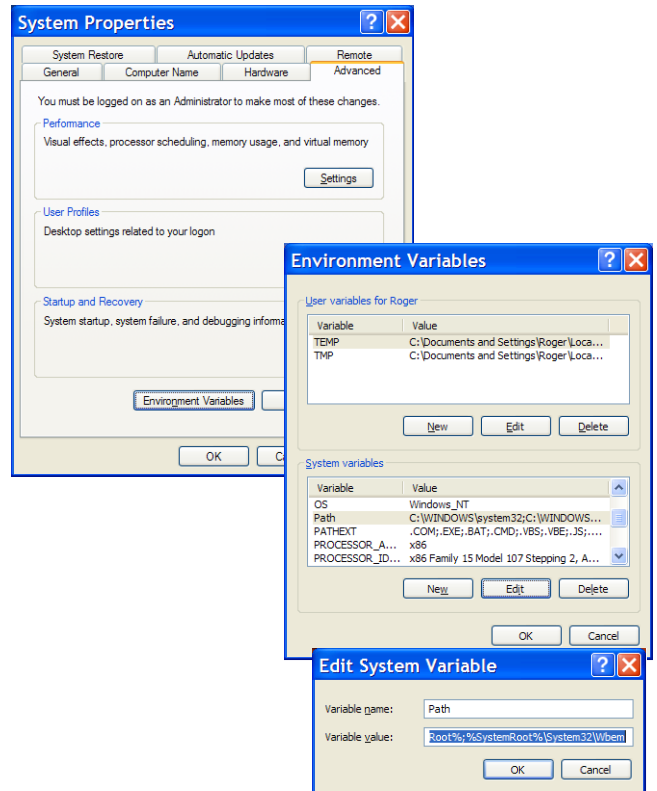 System Properties
System Restore Automatic Updates Remote
General Computer Name Hardware Advanced
You must be logged on as an Administrator to make most of these changes.
Performance
Visual effects, processor scheduling, memory usage, and virtual memory
Settings
User Profiles
Desktop settings related to your logon
Startup and Recovery
System startup, system failure, and debugging informa
Environment Variables
OK C
Environment Variables
User variables for Roger
Variable Value
TEMP C:\Documents and Settings\Roger\Loca...
TMP C:\Documents and Settings\Roger\Loca...
New Edit Delete
System variables
Variable Value
OS Windows_NT
Path C:\WINDOWS\system32;C:\WINDOWS...
PATHEXT .COM;.EXE;.BAT;.CMD;.VBS;.VBE;.JS;....
PROCESSOR_A... x86
PROCESSOR_ID... x86 Family 15 Model 107 Stepping 2, A...
New Edit Delete
OK Cancel
Edit System Variable
Variable name: Path
Variable value: Root%;%SystemRoot%\System32\Wbem
OK Cancel